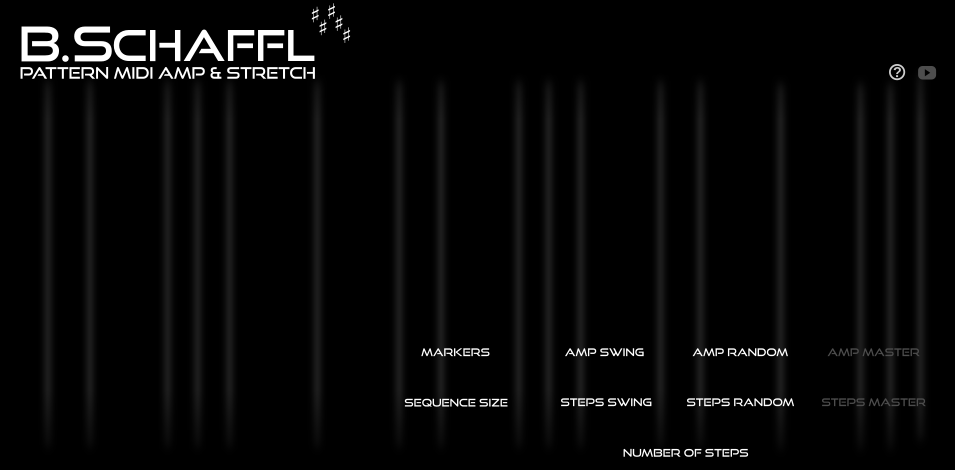 B.SCHAFFL
PATTERN MIDI AMP & STRETCH
?
MARKERS AMP SWING AMP RANDOM AMP MASTER
SEQUENCE SIZE STEPS SWING STEPS RANDOM STEPS MASTER
NUMBER OF STEPS